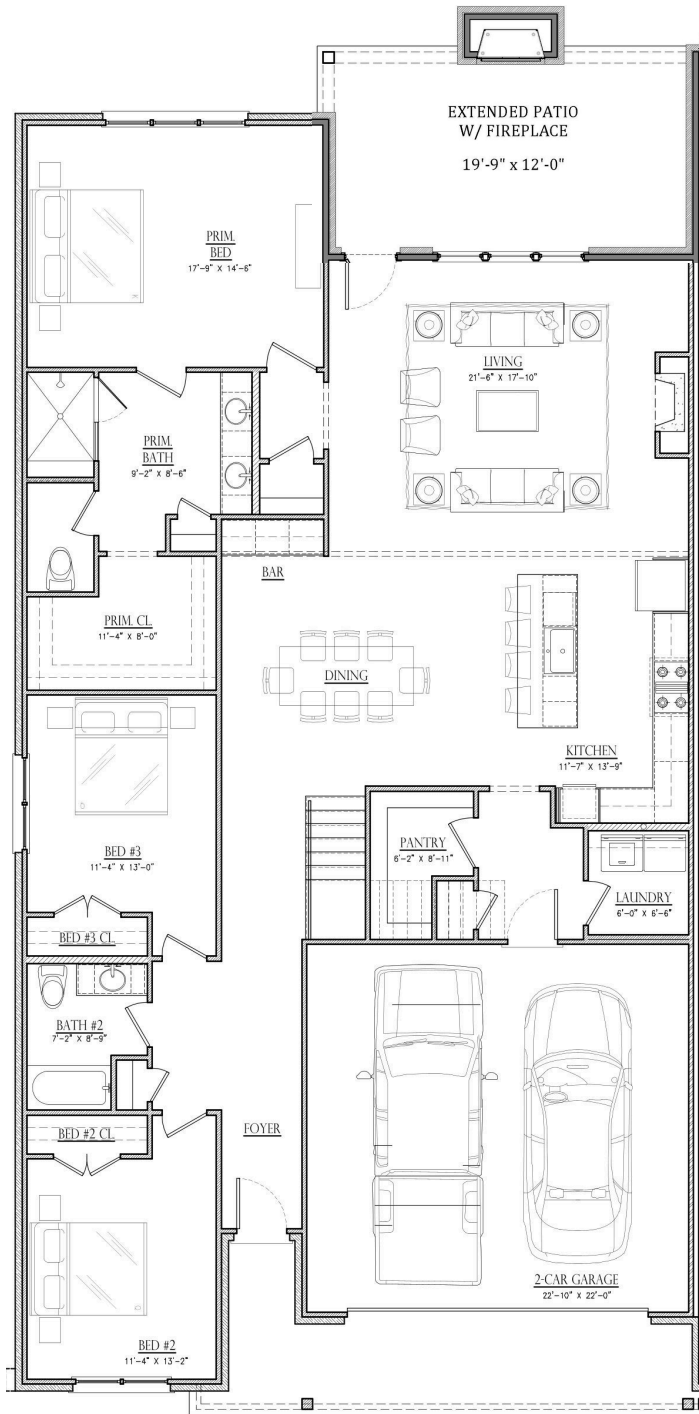 EXTENDED PATIO
W/ FIREPLACE
19'-9" x 12'-0"
PRIM.
BED
17'-9" X 14'-6"
LIVING
21'-6" X 17'-10"
PRIM.
BATH
9'-2" X 8'-6"
BAR
PRIM. CL
11'-4" X 8'-0"
DINING
KITCHEN
11'-7" X 13'-9"
BED #3
11'-4" X 13'-0"
PANTRY
6'-2" X 8'-11"
LAUNDRY
6'-0" X 6'-6"
BED #3 CL
BATH #2
7'-2" X 8'-9"
BED #2 CL
FOYER
2-CAR GARAGE
22'-10" X 22'-0"
BED #2
11'-4" X 13'-2"